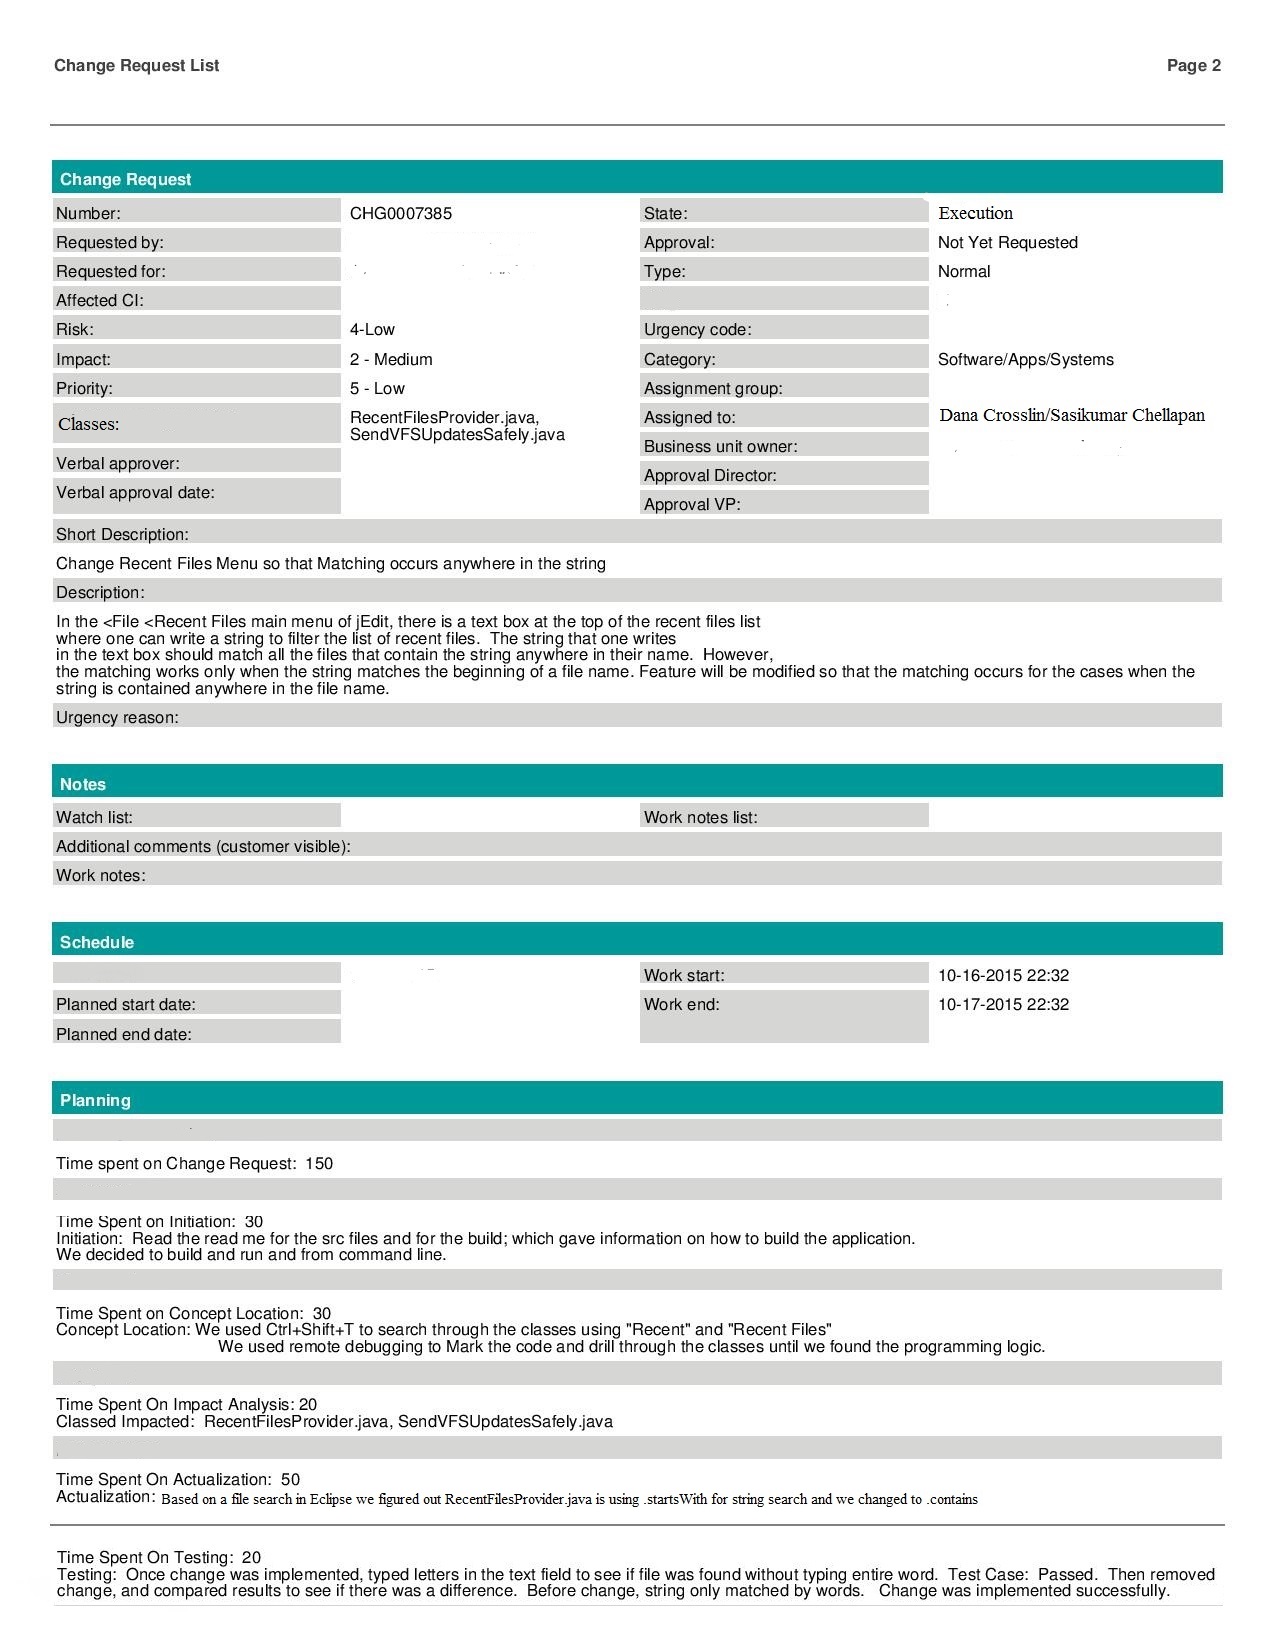 Change Request List Page 2
Change Request
Number: CHG0007385 State: Execution
Requested by: Approval: Not Yet Requested
Requested for: Type: Normal
Affected CI:
Risk: 4-Low Urgency code:
Impact: 2 - Medium Category: Software/Apps/Systems
Priority: 5 - Low Assignment group:
Classes: RecentFilesProvider.java, Assigned to: Dana Crosslin/Sasikumar Chellapan
SendVFSUpdatesSafely.java Business unit owner:
Verbal approver: Approval Director:
Verbal approval date: Approval VP:
Short Description:
Change Recent Files Menu so that Matching occurs anywhere in the string
Description:
In the <File <Recent Files main menu of jEdit, there is a text box at the top of the recent files list
where one can write a string to filter the list of recent files. The string that one writes
in the text box should match all the files that contain the string anywhere in their name. However,
the matching works only when the string matches the beginning of a file name. Feature will be modified so that the matching occurs for the cases when the
string is contained anywhere in the file name.
Urgency reason:
Notes
Watch list: Work notes list:
Additional comments (customer visible):
Work notes:
Schedule
Work start: 10-16-2015 22:32
Planned start date: Work end: 10-17-2015 22:32
Planned end date:
Planning
Time spent on Change Request: 150
Time Spent on Initiation: 30
Initiation: Read the read me for the src files and for the build; which gave information on how to build the application.
We decided to build and run and from command line.
Time Spent on Concept Location: 30
Concept Location: We used Ctrl+Shift+T to search through the classes using "Recent" and "Recent Files"
We used remote debugging to Mark the code and drill through the classes until we found the programming logic.
Time Spent On Impact Analysis: 20
Classed Impacted: RecentFilesProvider.java, SendVFSUpdatesSafely.java
Time Spent On Actualization: 50
Actualization: Based on a file search in Eclipse we figured out RecentFilesProvider.java is using .startsWith for string search and we changed to .contains
Time Spent On Testing: 20
Testing: Once change was implemented, typed letters in the text field to see if file was found without typing entire word. Test Case: Passed. Then removed
change, and compared results to see if there was a difference. Before change, string only matched by words. Change was implemented successfully.